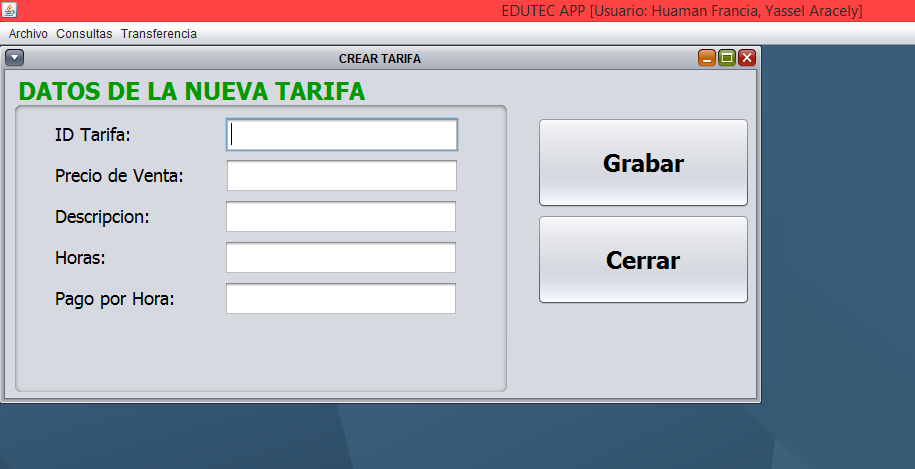 EDUTEC APP [Usuario: Huaman Francia, Yassel Aracely]
Archivo Consultas Transferencia
CREAR TARIFA
DATOS DE LA NUEVA TARIFA
ID Tarifa:
Precio de Venta:
Descripcion:
Horas:
Pago por Hora:
Grabar
Cerrar